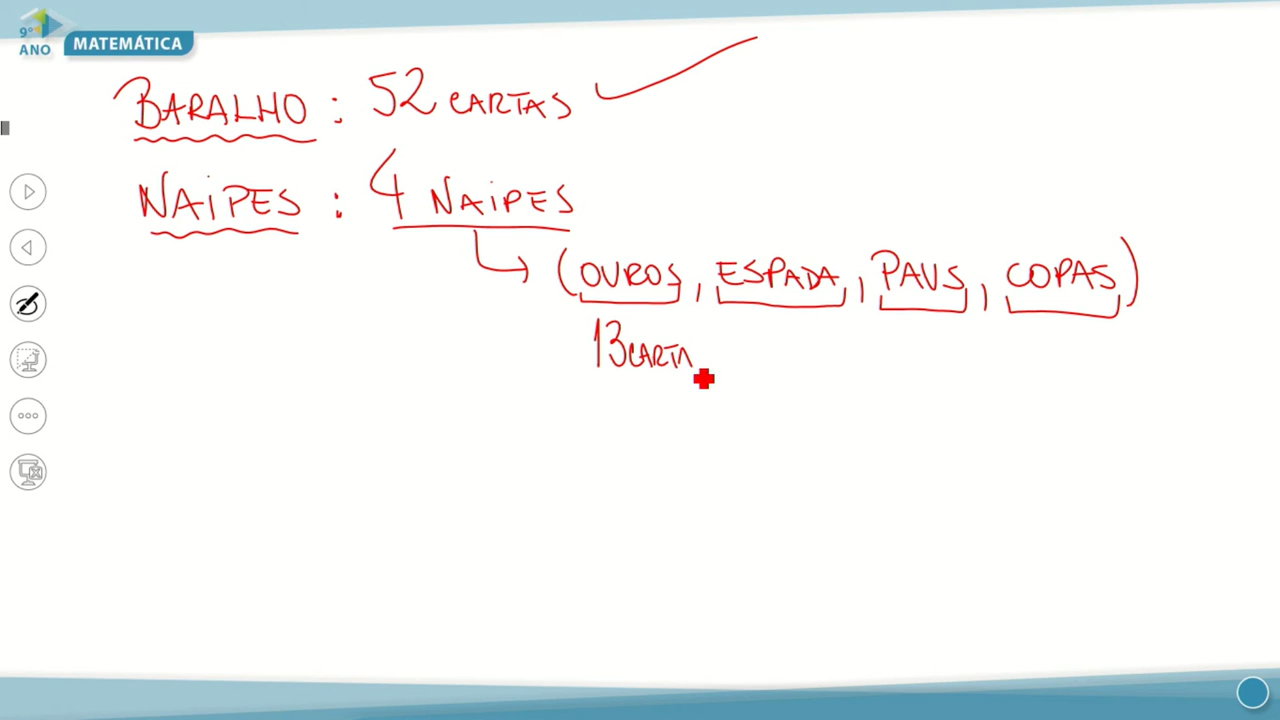 9º
ANO
MATEMÁTICA
BARALHO : 52 CARTAS
NAIPES : 4 NAIPES
(OUROS, ESPADA, PAUS, COPAS)
13 CARTA